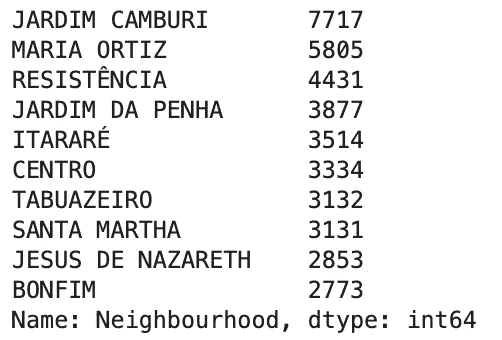 JARDIM CAMBURI 7717
MARIA ORTIZ 5805
RESISTÊNCIA 4431
JARDIM DA PENHA 3877
ITARARÉ 3514
CENTRO 3334
TABUAZEIRO 3132
SANTA MARTHA 3131
JESUS DE NAZARETH 2853
BONFIM 2773
Name: Neighbourhood, dtype: int64